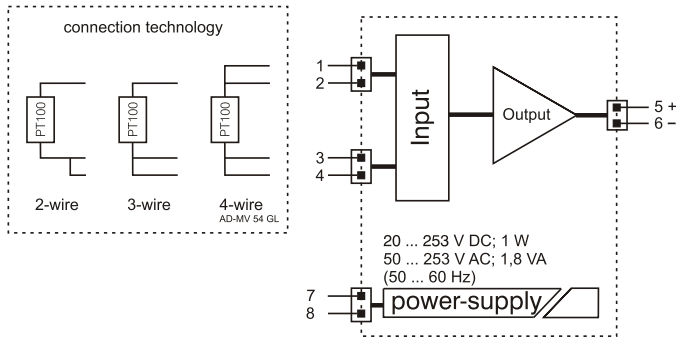 connection technology
PT100
PT100
PT100
2-wire
3-wire
4-wire
AD-MV 54 GL
1
2
3
4
Input
Output
5 +
6 –
20 ... 253 V DC; 1 W
50 ... 253 V AC; 1,8 VA
(50 ... 60 Hz)
7
8
power-supply